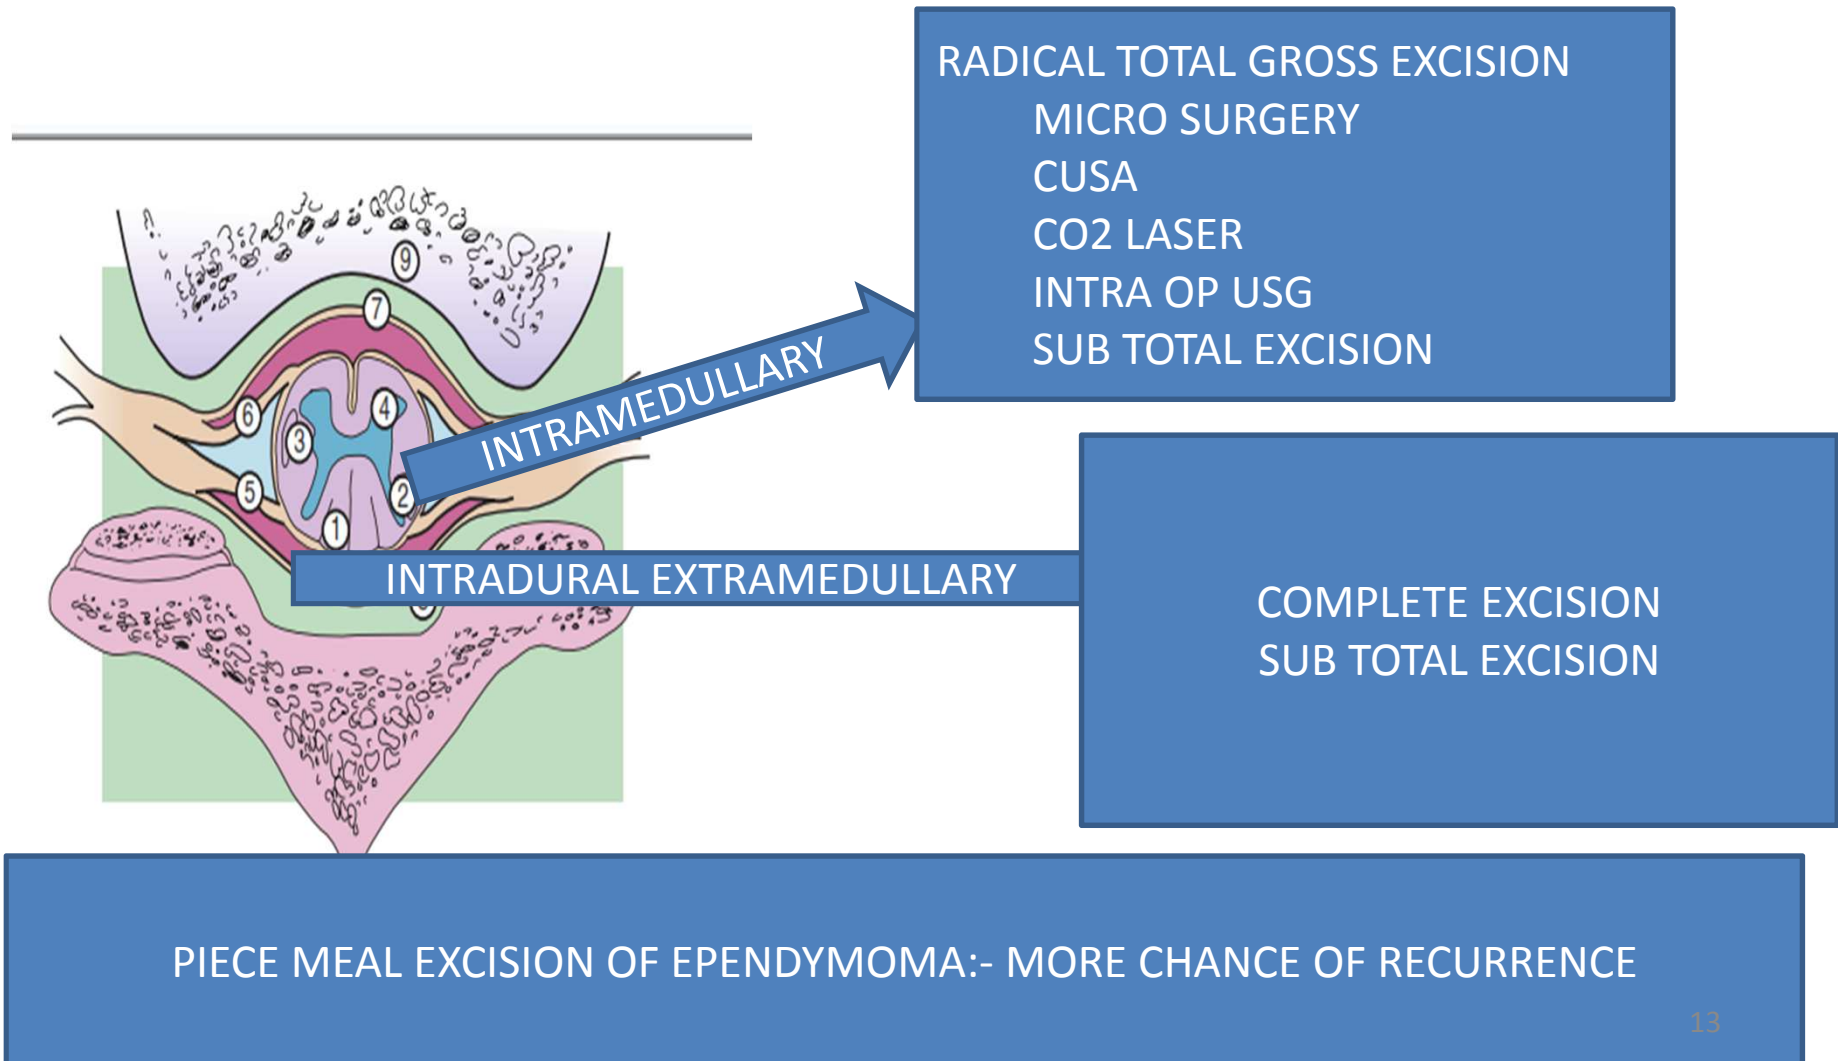 RADICAL TOTAL GROSS EXCISION
MICRO SURGERY
CUSA
CO2 LASER
INTRA OP USG
SUB TOTAL EXCISION
9
7
INTRAMEDULLARY
6
4
3
5
2
1
INTRADURAL EXTRAMEDULLARY
COMPLETE EXCISION
SUB TOTAL EXCISION
PIECE MEAL EXCISION OF EPENDYMOMA:- MORE CHANCE OF RECURRENCE
13